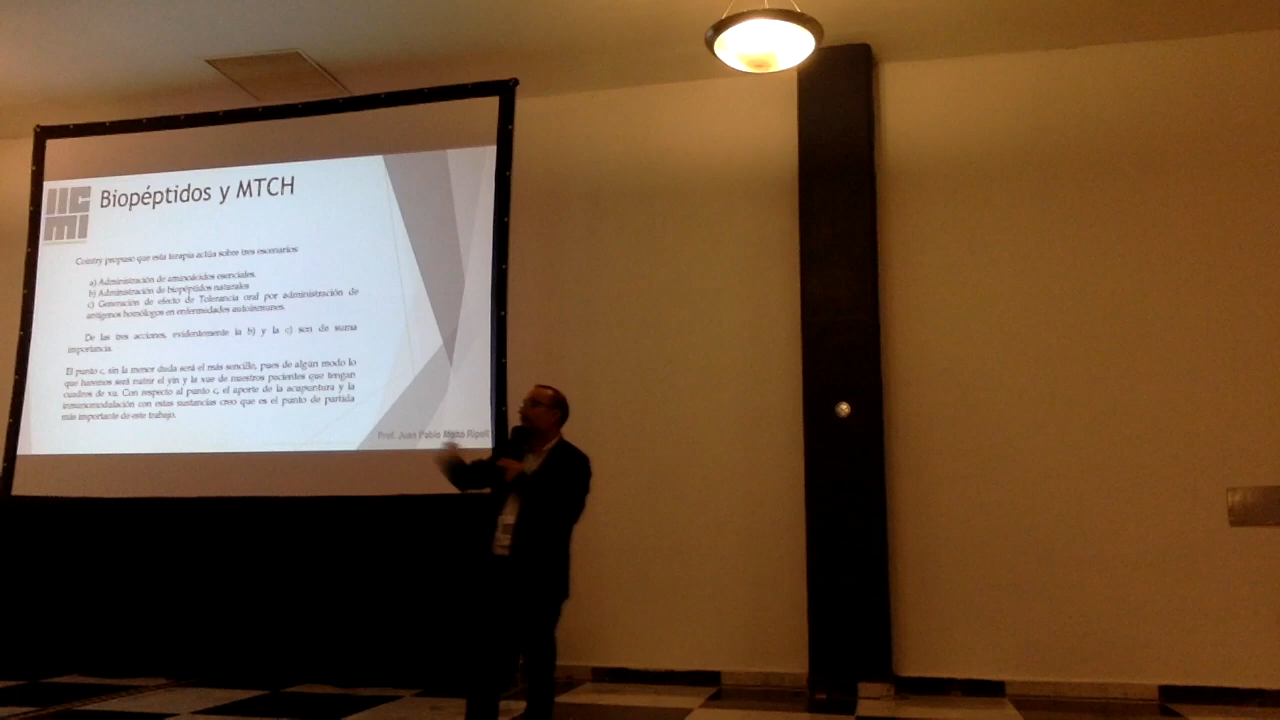 IIC
MI
Biopéptidos y MTCH
Cointry propuso que esta terapia actúa sobre tres escenarios:
a) Administración de aminoácidos esenciales.
b) Administración de biopéptidos naturales
c) Generación de efecto de Tolerancia oral por administración de
antígenos homólogos en enfermedades autoinmunes.
De las tres acciones, evidentemente la b) y la c) son de suma
importancia.
El punto c, sin la menor duda será el más sencillo, pues de algún modo lo
que haremos será nutrir el yin y la xue de nuestros pacientes que tengan
cuadros de xu. Con respecto al punto c, el aporte de la acupuntura y la
inmunomodulación con estas sustancias creo que es el punto de partida
más importante de este trabajo.
Prof. Juan Pablo Moltó Ripoll